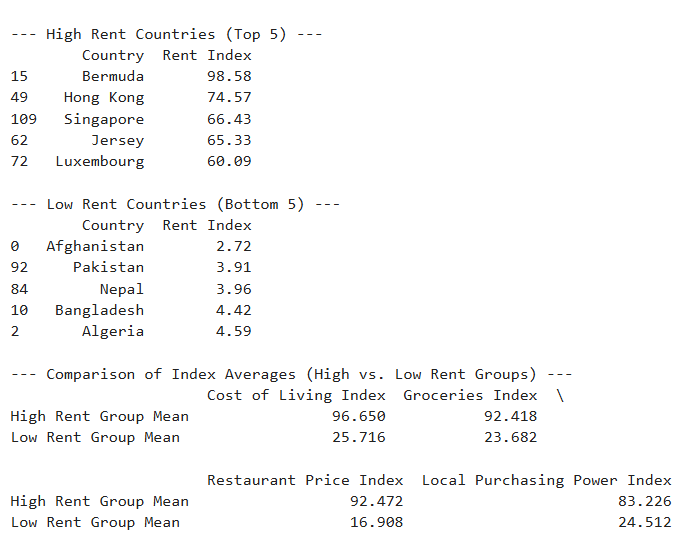 --- High Rent Countries (Top 5) ---
Country Rent Index
15 Bermuda 98.58
49 Hong Kong 74.57
109 Singapore 66.43
62 Jersey 65.33
72 Luxembourg 60.09
--- Low Rent Countries (Bottom 5) ---
Country Rent Index
0 Afghanistan 2.72
92 Pakistan 3.91
84 Nepal 3.96
10 Bangladesh 4.42
2 Algeria 4.59
--- Comparison of Index Averages (High vs. Low Rent Groups) ---
Cost of Living Index Groceries Index \
High Rent Group Mean 96.650 92.418
Low Rent Group Mean 25.716 23.682
Restaurant Price Index Local Purchasing Power Index
High Rent Group Mean 92.472 83.226
Low Rent Group Mean 16.908 24.512